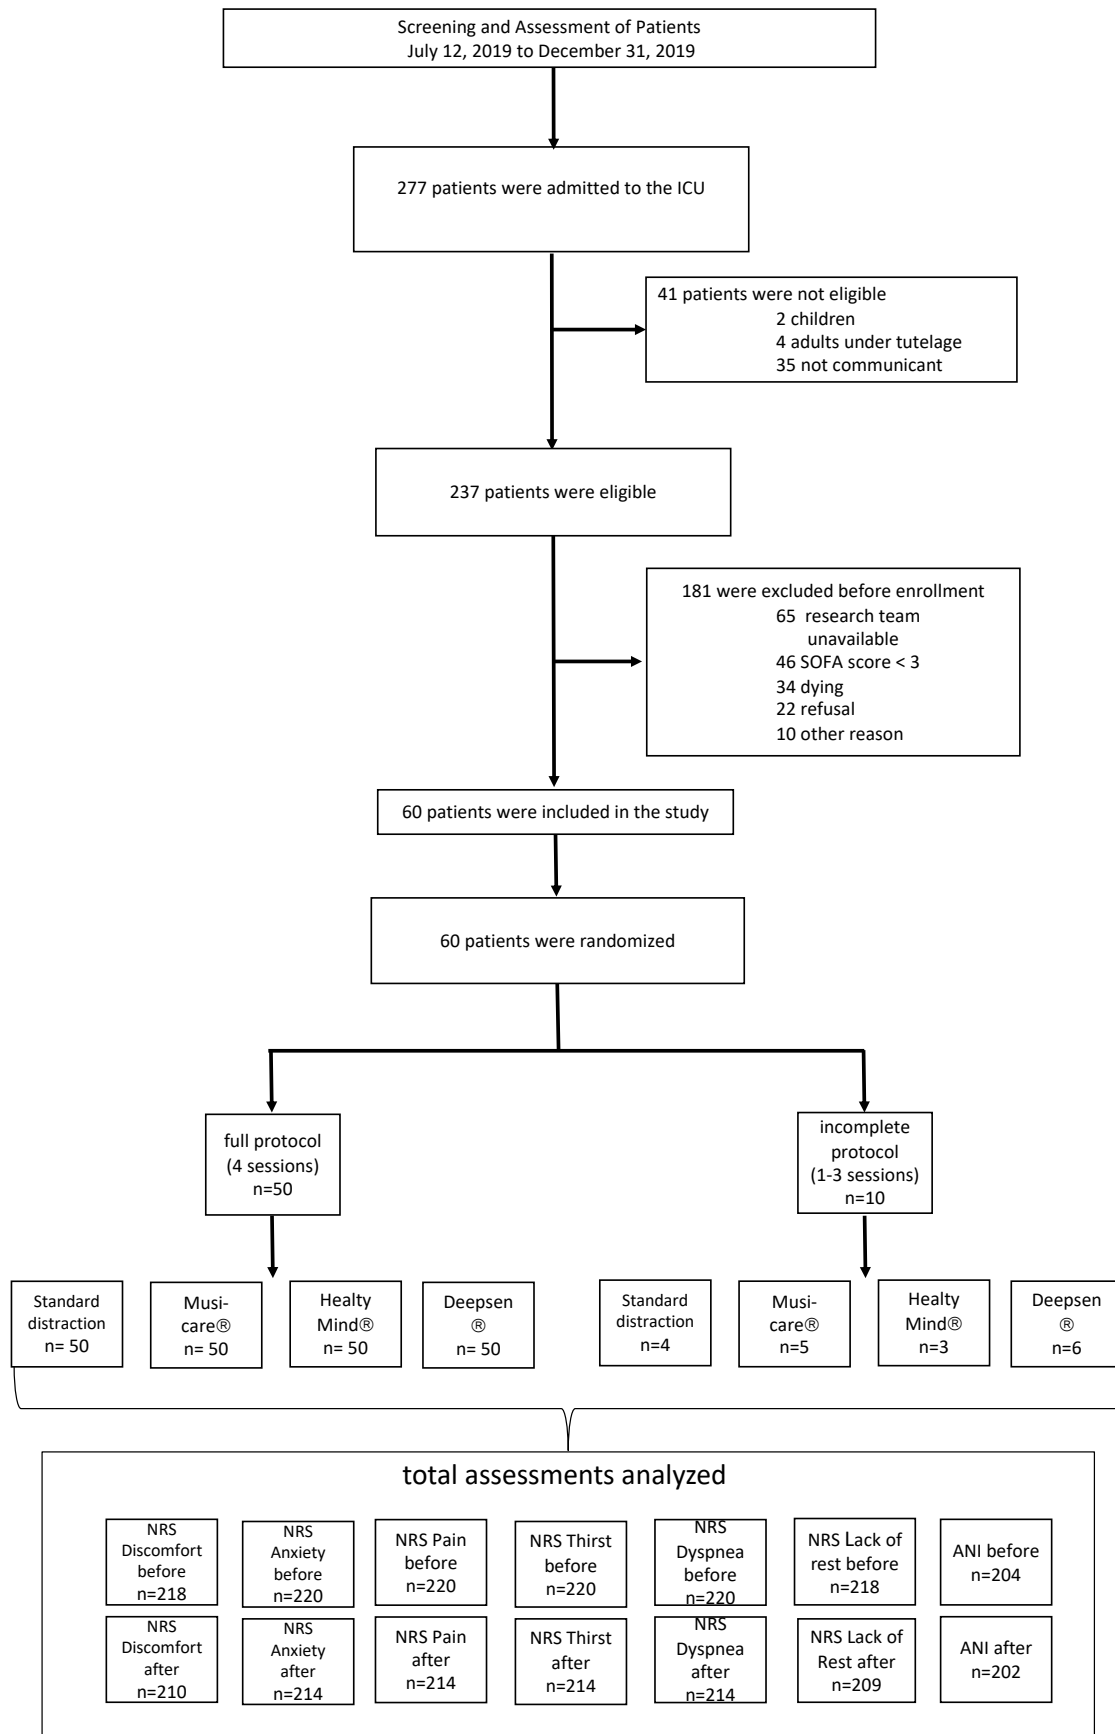 Screening and Assessment of Patients
July 12, 2019 to December 31, 2019
277 patients were admitted to the ICU
41 patients were not eligible
2 children
4 adults under tutelage
35 not communicant
237 patients were eligible
181 were excluded before enrollment
65 research team
unavailable
46 SOFA score < 3
34 dying
22 refusal
10 other reason
60 patients were included in the study
60 patients were randomized
full protocol
(4 sessions)
n=50
incomplete
protocol
(1-3 sessions)
n=10
Standard
distraction
n= 50
Musi-
care®
n= 50
Healty
Mind®
n= 50
Deepsen
®
n= 50
Standard
distraction
n=4
Musi-
care®
n=5
Healty
Mind®
n=3
Deepsen
®
n=6
total assessments analyzed
NRS
Discomfort
before
n=218
NRS
Anxiety
before
n=220
NRS Pain
before
n=220
NRS Thirst
before
n=220
NRS
Dyspnea
before
n=220
NRS Lack of
rest before
n=218
ANI before
n=204
NRS
Discomfort
after
n=210
NRS
Anxiety
after
n=214
NRS Pain
after
n=214
NRS Thirst
after
n=214
NRS
Dyspnea
after
n=214
NRS Lack of
Rest after
n=209
ANI after
n=202